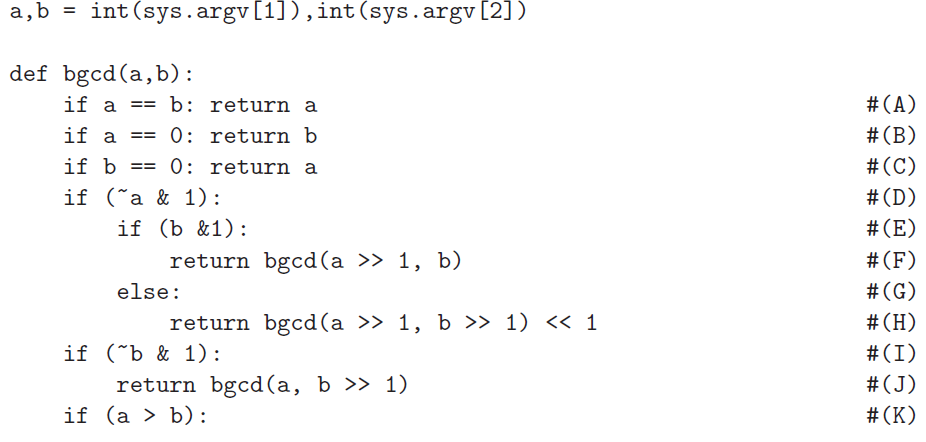 a,b = int(sys.argv[1]),int(sys.argv[2])
def bgcd(a,b):
    if a == b: return a                                         #(A)
    if a == 0: return b                                         #(B)
    if b == 0: return a                                         #(C)
    if (~a & 1):                                                #(D)
        if (b &1):                                              #(E)
            return bgcd(a >> 1, b)                              #(F)
        else:                                                   #(G)
            return bgcd(a >> 1, b >> 1) << 1                    #(H)
    if (~b & 1):                                                #(I)
        return bgcd(a, b >> 1)                                  #(J)
    if (a > b):                                                 #(K)